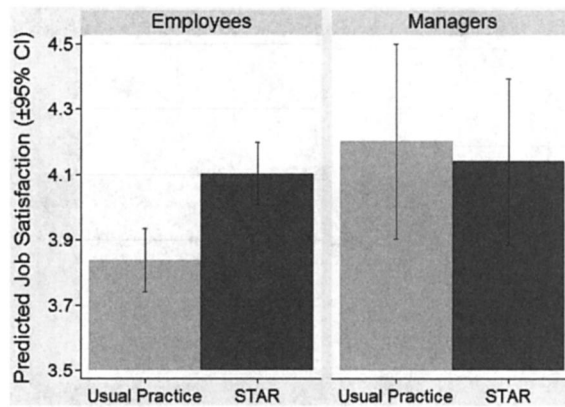 Employees
Managers
Predicted Job Satisfaction (±95% CI)
4.5
4.3
4.1
3.9
3.7
3.5
Usual Practice
STAR
Usual Practice
STAR